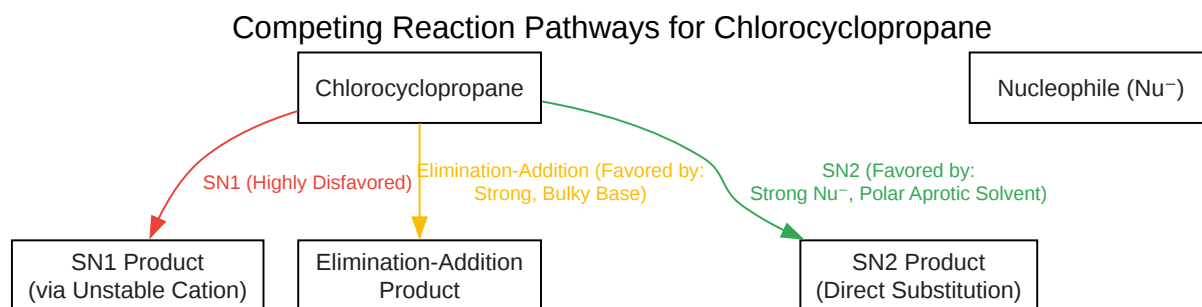 Competing Reaction Pathways for Chlorocyclopropane
Chlorocyclopropane
Nucleophile (Nu⁻)
SN1 (Highly Disfavored)
Elimination-Addition (Favored by:
Strong, Bulky Base)
SN2 (Favored by:
Strong Nu⁻, Polar Aprotic Solvent)
SN1 Product
(via Unstable Cation)
Elimination-Addition
Product
SN2 Product
(Direct Substitution)